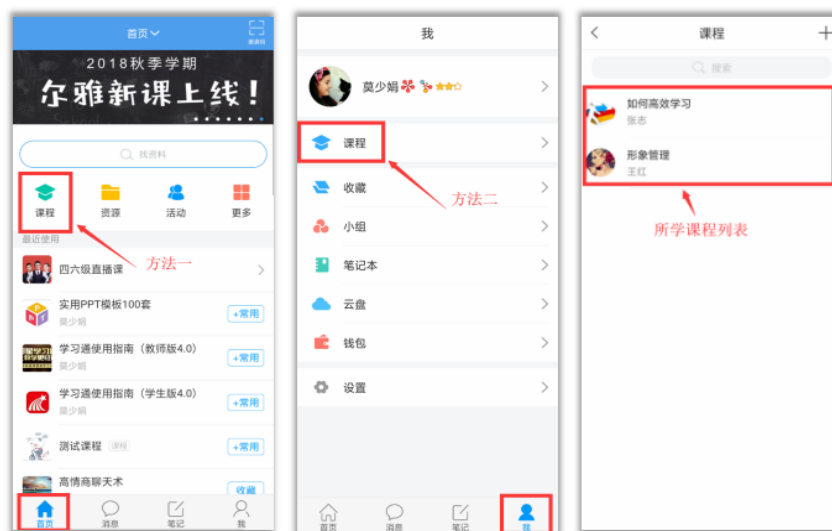 首页
邀请码
2018秋季学期
尔雅新课上线!
找资料
课程
资源
活动
更多
最近使用
方法一
四六级直播课
实用PPT模板100套
莫少娟
+常用
学习通使用指南（教师版4.0）
莫少娟
+常用
学习通使用指南（学生版4.0）
莫少娟
+常用
测试课程 课程
+常用
高情商聊天术
收藏
首页
消息
笔记
我
我
莫少娟
课程
收藏
方法二
小组
笔记本
云盘
钱包
设置
首页
消息
笔记
我
课程
搜索
如何高效学习
张志
形象管理
王红
所学课程列表